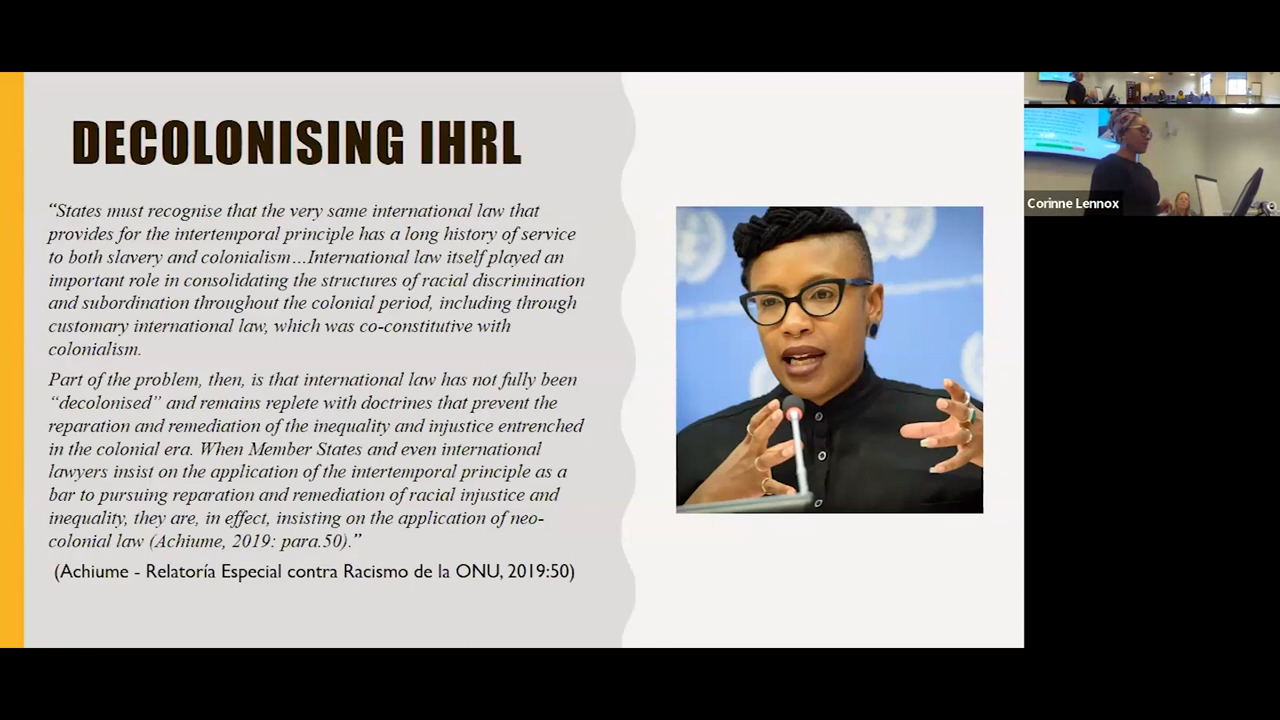 DECOLONISING IHRL
“States must recognise that the very same international law that
provides for the intertemporal principle has a long history of service
to both slavery and colonialism…International law itself played an
important role in consolidating the structures of racial discrimination
and subordination throughout the colonial period, including through
customary international law, which was co-constitutive with
colonialism.
Part of the problem, then, is that international law has not fully been
“decolonised” and remains replete with doctrines that prevent the
reparation and remediation of the inequality and injustice entrenched
in the colonial era. When Member States and even international
lawyers insist on the application of the intertemporal principle as a
bar to pursuing reparation and remediation of racial injustice and
inequality, they are, in effect, insisting on the application of neo-
colonial law (Achiume, 2019: para.50).”
(Achiume - Relatoría Especial contra Racismo de la ONU, 2019:50)
Corinne Lennox